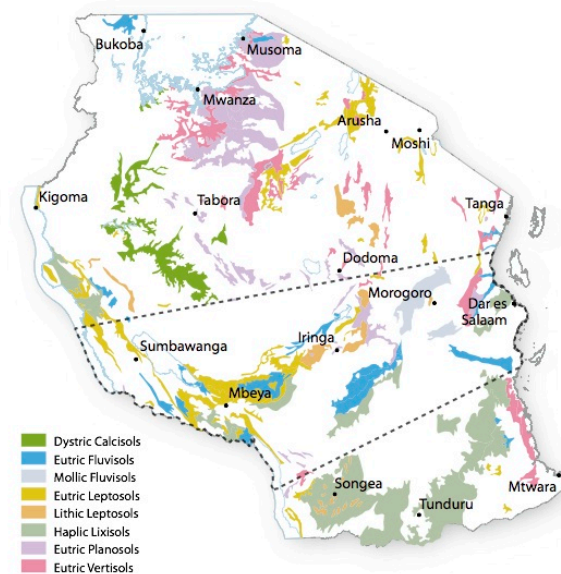 Bukoba
Musoma
Mwanza
Arusha
Moshi
Kigoma
Tabora
Tanga
Dodoma
Morogoro
Dar es
Salaam
Sumbawanga
Iringa
Mbeya
Songea
Tunduru
Mtwara
Dystric Calcisols
Eutric Fluvisols
Mollic Fluvisols
Eutric Leptosols
Lithic Leptosols
Haplic Lixisols
Eutric Planosols
Eutric Vertisols